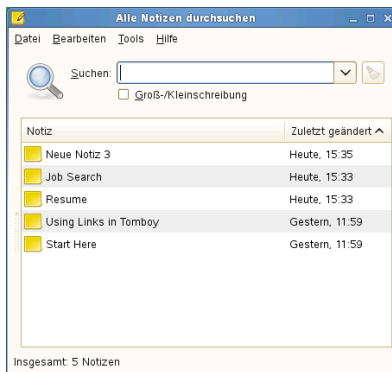 Alle Notizen durchsuchen
Datei Bearbeiten Tools Hilfe
Suchen:
Groß-/Kleinschreibung
Notiz Zuletzt geändert
Neue Notiz 3 Heute, 15:35
Job Search Heute, 15:33
Resume Heute, 15:33
Using Links in Tomboy Gestern, 11:59
Start Here Gestern, 11:59
Insgesamt: 5 Notizen